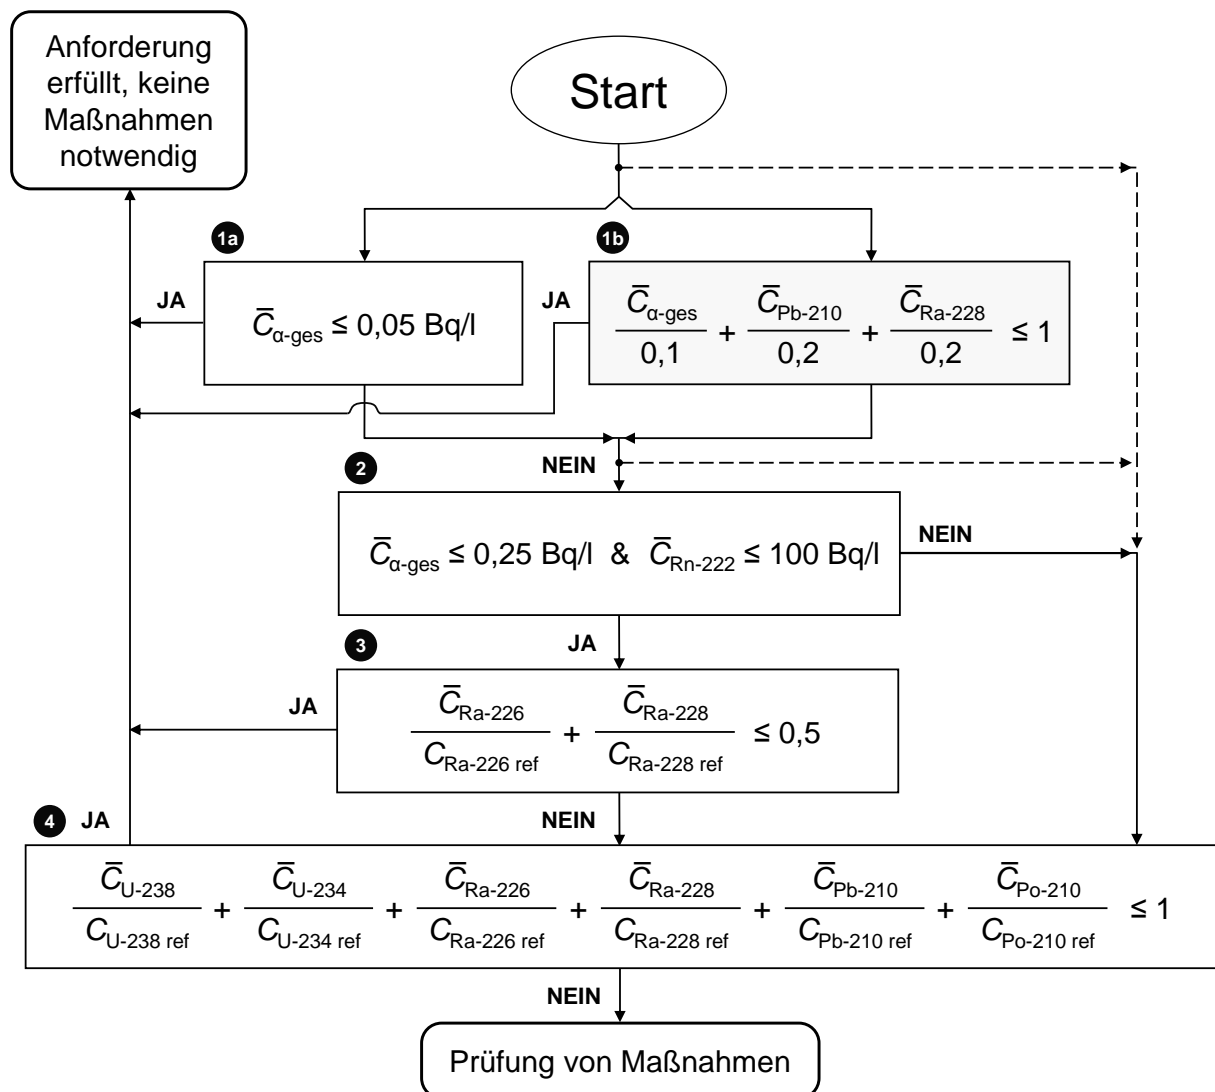 Anforderung
erfüllt, keine
Maßnahmen
notwendig
Start
1a
1b
JA
C̅α-ges ≤ 0,05 Bq/l
JA
C̅α-ges/0,1 + C̅Pb-210/0,2 + C̅Ra-228/0,2 ≤ 1
2
NEIN
C̅α-ges ≤ 0,25 Bq/l & C̅Rn-222 ≤ 100 Bq/l
NEIN
3
JA
JA
C̅Ra-226/CRa-226 ref + C̅Ra-228/CRa-228 ref ≤ 0,5
4
JA
NEIN
C̅U-238/CU-238 ref + C̅U-234/CU-234 ref + C̅Ra-226/CRa-226 ref + C̅Ra-228/CRa-228 ref + C̅Pb-210/CPb-210 ref + C̅Po-210/CPo-210 ref ≤ 1
NEIN
Prüfung von Maßnahmen